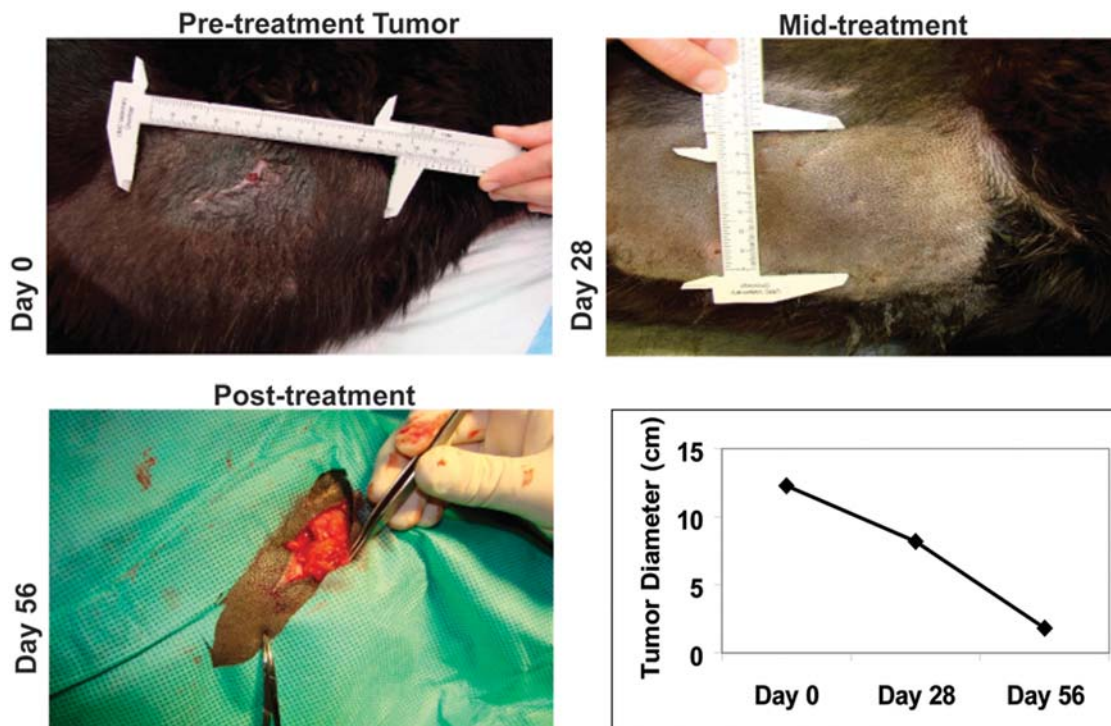 Pre-treatment Tumor
Mid-treatment
Day 0
Day 28
Post-treatment
Day 56
Tumor Diameter (cm)
15
10
5
0
Day 0
Day 28
Day 56